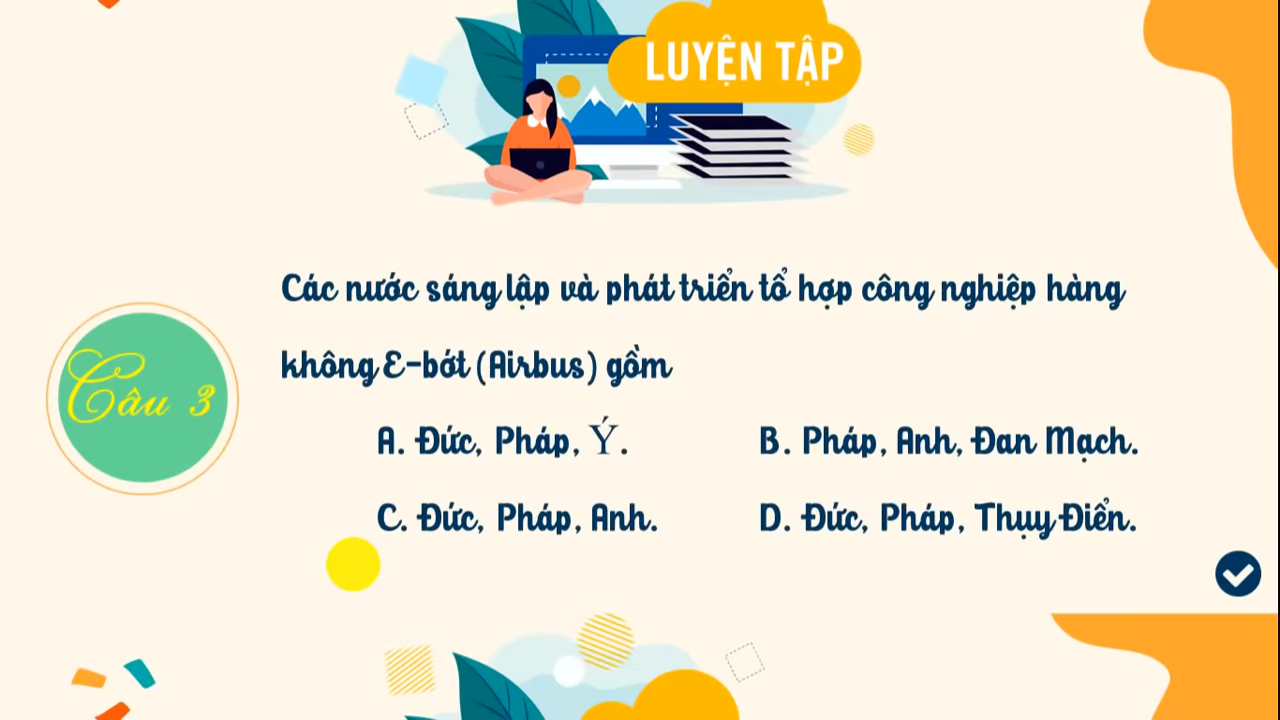 LUYỆN TẬP
Câu 3
Các nước sáng lập và phát triển tổ hợp công nghiệp hàng
không E-bớt (Airbus) gồm
A. Đức, Pháp, Ý.
B. Pháp, Anh, Đan Mạch.
C. Đức, Pháp, Anh.
D. Đức, Pháp, Thụy Điển.